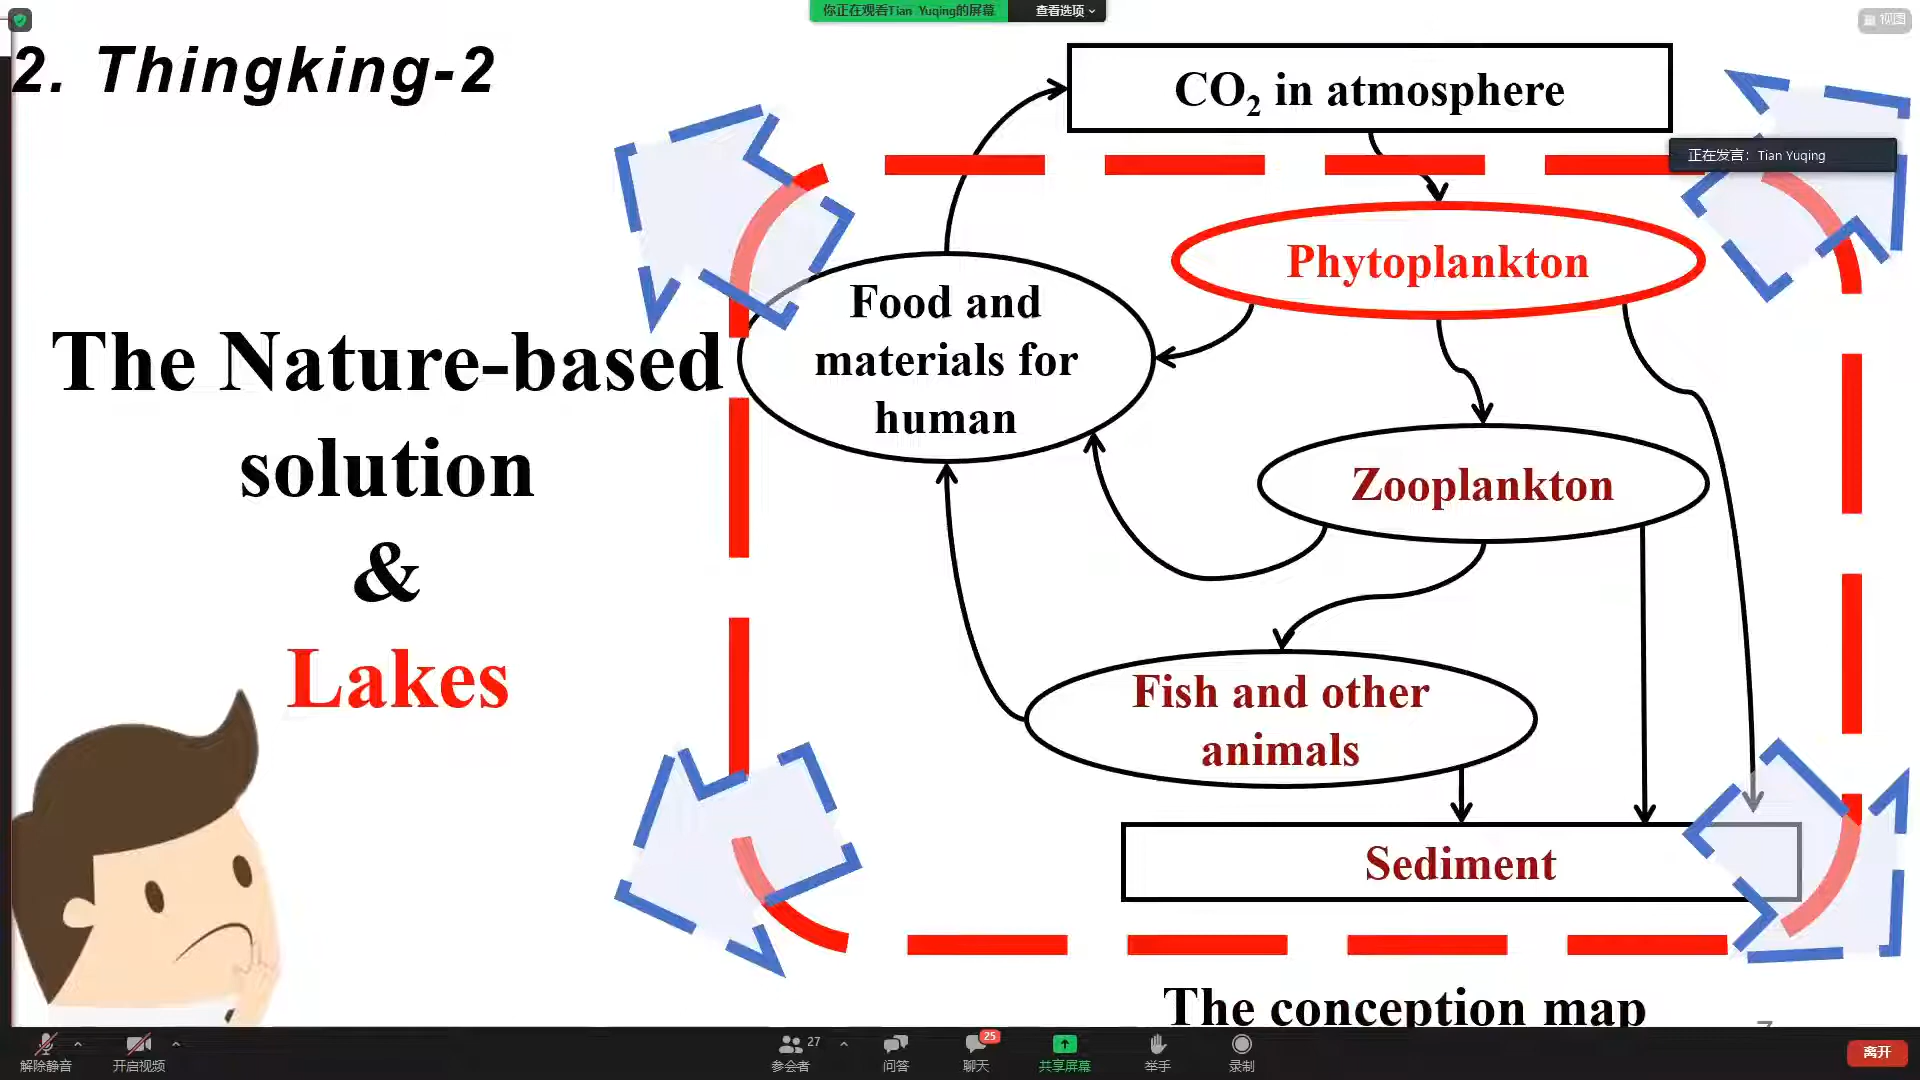 你正在观看Tian Yuqing的屏幕
查看选项
视图
2. Thingking-2
CO2 in atmosphere
正在发言: Tian Yuqing
Phytoplankton
Food and
materials for
human
The Nature-based
solution
&
Lakes
Zooplankton
Fish and other
animals
Sediment
The conception map
解除静音
开启视频
27
参会者
问答
25
聊天
共享屏幕
举手
录制
离开